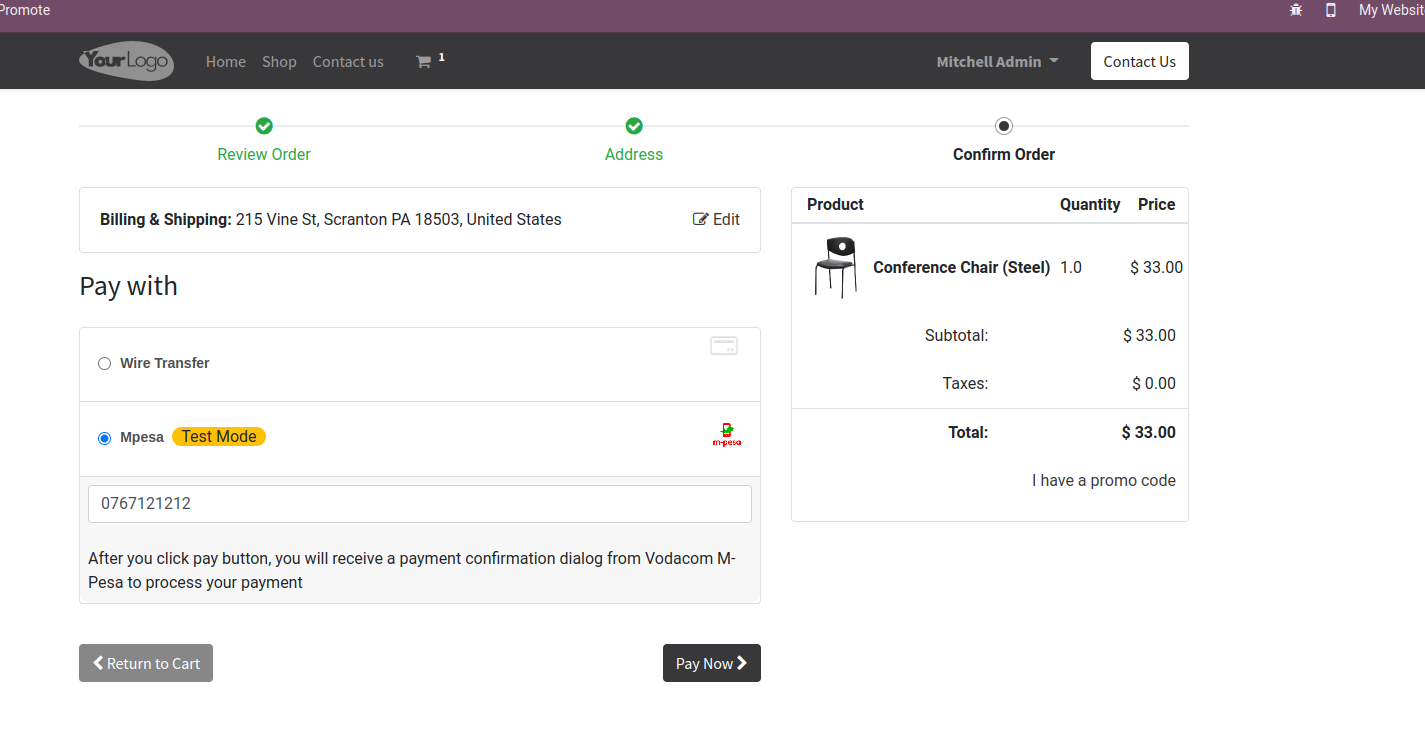 Promote
My Websit
YourLogo
Home Shop Contact us 1
Mitchell Admin
Contact Us
Review Order
Address
Confirm Order
Billing & Shipping: 215 Vine St, Scranton PA 18503, United States
Edit
Pay with
Wire Transfer
Mpesa Test Mode
m-pesa
0767121212
After you click pay button, you will receive a payment confirmation dialog from Vodacom M-
Pesa to process your payment
Return to Cart
Pay Now
Product Quantity Price
Conference Chair (Steel) 1.0 $ 33.00
Subtotal: $ 33.00
Taxes: $ 0.00
Total: $ 33.00
I have a promo code